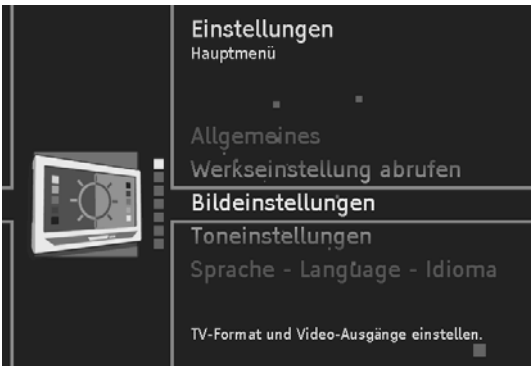 Einstellungen
Hauptmenü
Allgemeines
Werkseinstellung abrufen
Bildeinstellungen
Toneinstellungen
Sprache - Language - Idioma
TV-Format und Video-Ausgänge einstellen.